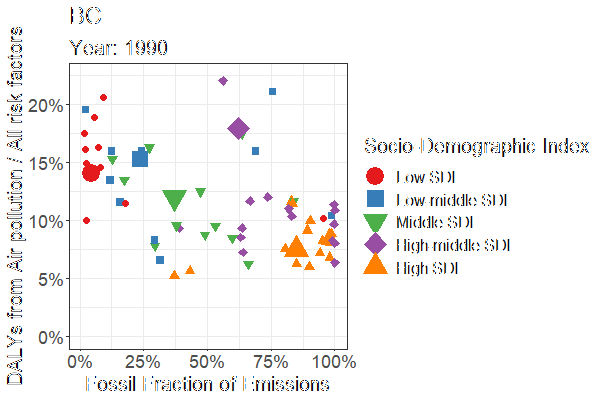 BC
Year: 1990
DALYs from Air pollution / All risk factors
20%
15%
10%
5%
0%
0% 25% 50% 75% 100%
Fossil Fraction of Emissions
Socio-Demographic Index
Low SDI
Low-middle SDI
Middle SDI
High-middle SDI
High SDI